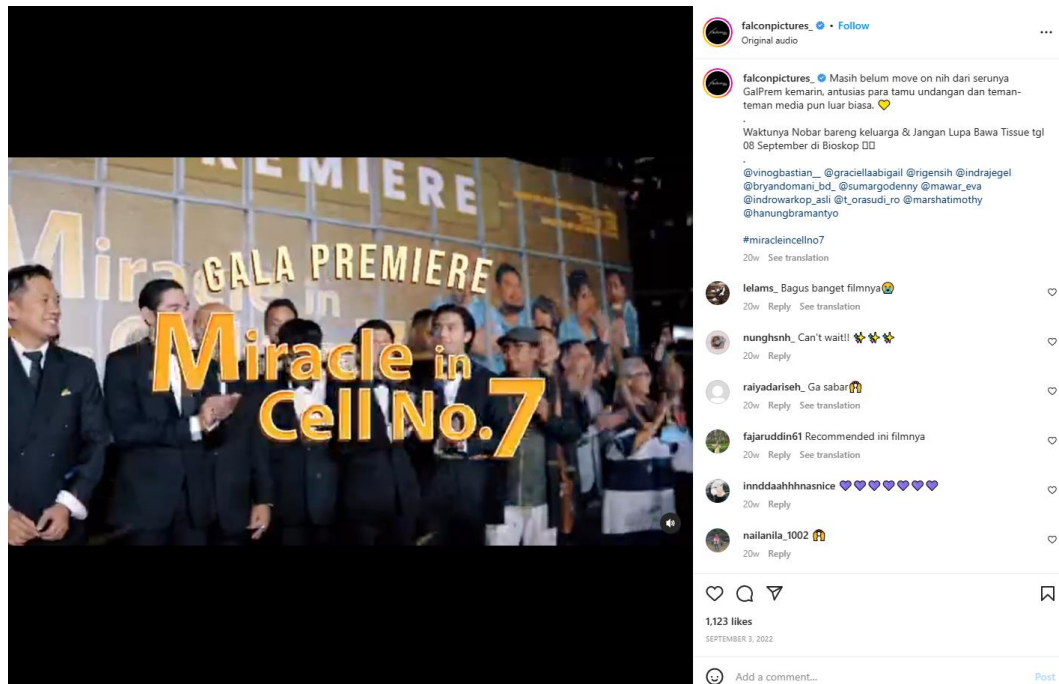 PREMIERE
Miracle in
GALA PREMIERE
Miracle in
Cell No.7
falconpictures_ • Follow
Original audio
falconpictures_ Masih belum move on nih dari serunya
GalPrem kemarin, antusias para tamu undangan dan teman-
teman media pun luar biasa. 💛
.
Waktunya Nobar bareng keluarga & Jangan Lupa Bawa Tissue tgl
08 September di Bioskop
.
@vinogbastian__ @graciellaabigail @rigensih @indrajegel
@bryandomani_bd_ @sumargodenny @mawar_eva
@indrowarkop_asli @t_orasudi_ro @marshatimothy
@hanungbramantyo
#miracleincellno7
20w See translation
lelams_ Bagus banget filmnya😭
20w Reply See translation
nunghsnh_ Can't wait!! ✨✨✨
20w Reply
raiyadariseh_ Ga sabar🙌
20w Reply See translation
fajaruddin61 Recommended ini filmnya
20w Reply See translation
innddaahhhnasnice 💜💜💜💜💜💜💜
20w Reply
nailanila_1002 🙌
20w Reply
1,123 likes
SEPTEMBER 3, 2022
Add a comment...
Post